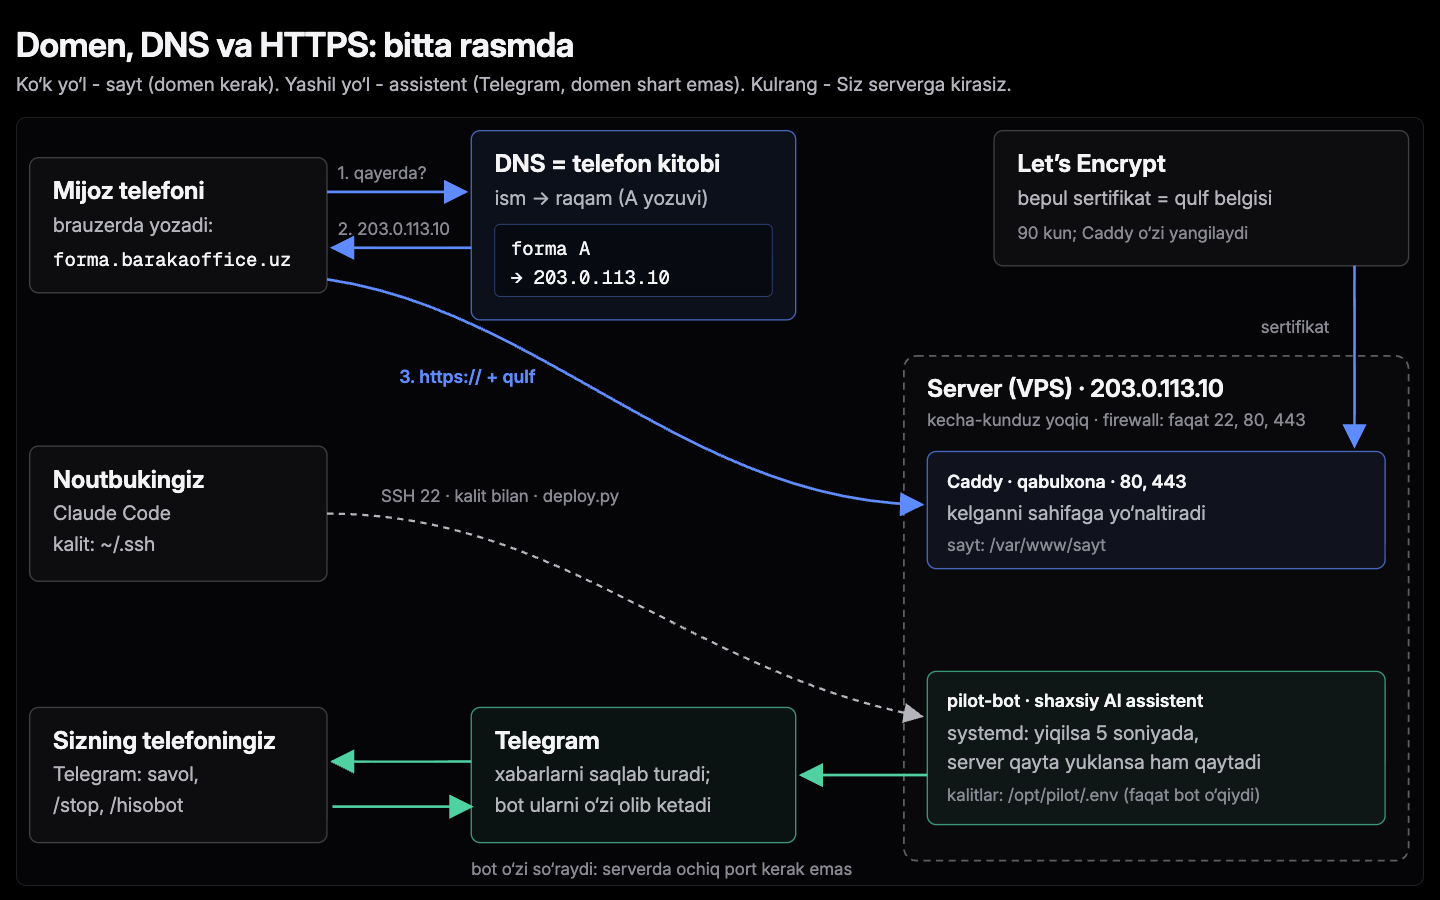 Domen, DNS va HTTPS: bitta rasmda
Ko‘k yo‘l - sayt (domen kerak). Yashil yo‘l - assistent (Telegram, domen shart emas). Kulrang - Siz serverga kirasiz.
Mijoz telefoni
brauzerda yozadi:
forma.barakaoffice.uz
1. qayerda?
2. 203.0.113.10
DNS = telefon kitobi
ism → raqam (A yozuvi)
forma A
→ 203.0.113.10
Let’s Encrypt
bepul sertifikat = qulf belgisi
90 kun; Caddy o‘zi yangilaydi
sertifikat
3. https:// + qulf
Server (VPS) · 203.0.113.10
kecha-kunduz yoqiq · firewall: faqat 22, 80, 443
Caddy · qabulxona · 80, 443
kelganni sahifaga yo‘naltiradi
sayt: /var/www/sayt
Noutbukingiz
Claude Code
kalit: ~/.ssh
SSH 22 · kalit bilan · deploy.py
pilot-bot · shaxsiy AI assistent
systemd: yiqilsa 5 soniyada,
server qayta yuklansa ham qaytadi
kalitlar: /opt/pilot/.env (faqat bot o‘qiydi)
Sizning telefoningiz
Telegram: savol,
/stop, /hisobot
Telegram
xabarlarni saqlab turadi;
bot ularni o‘zi olib ketadi
bot o‘zi so‘raydi: serverda ochiq port kerak emas